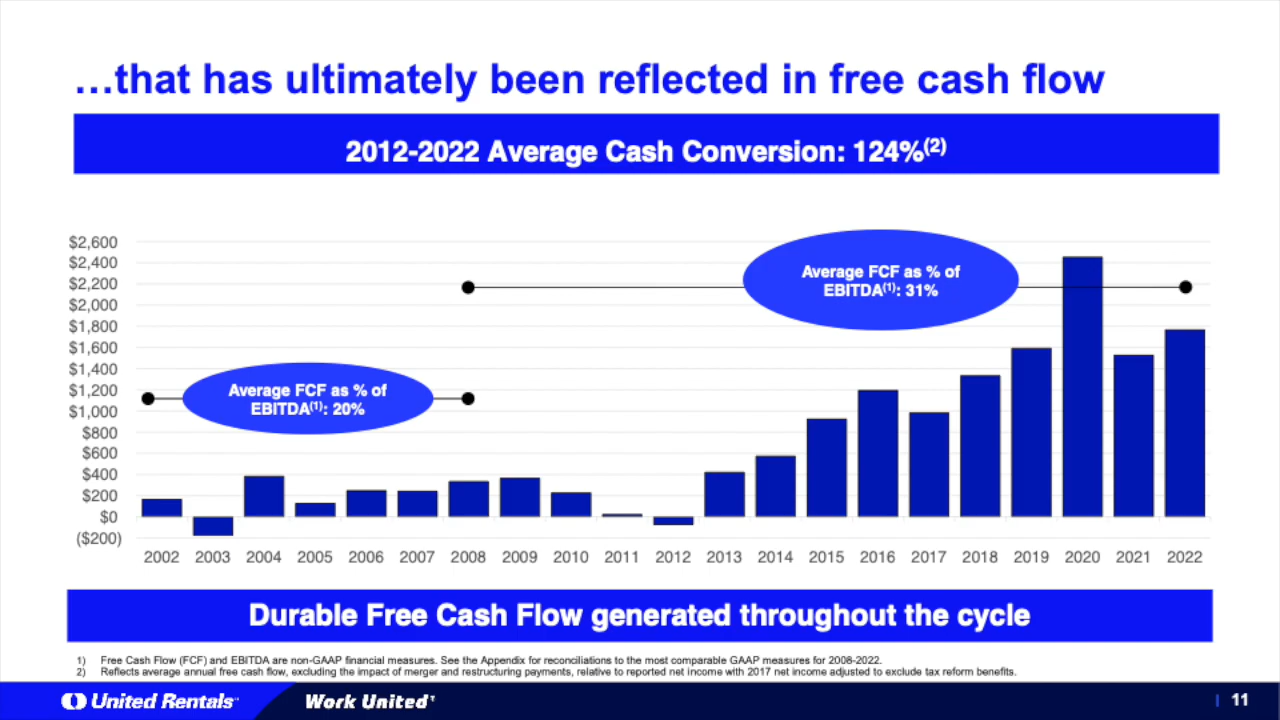 …that has ultimately been reflected in free cash flow
2012-2022 Average Cash Conversion: 124%(2)
$2,600
$2,400
$2,200
$2,000
$1,800
$1,600
$1,400
$1,200
$1,000
$800
$600
$400
$200
$0
($200)
Average FCF as % of
EBITDA(1): 31%
Average FCF as % of
EBITDA(1): 20%
2002 2003 2004 2005 2006 2007 2008 2009 2010 2011 2012 2013 2014 2015 2016 2017 2018 2019 2020 2021 2022
Durable Free Cash Flow generated throughout the cycle
1) Free Cash Flow (FCF) and EBITDA are non-GAAP financial measures. See the Appendix for reconciliations to the most comparable GAAP measures for 2008-2022.
2) Reflects average annual free cash flow, excluding the impact of merger and restructuring payments, relative to reported net income with 2017 net income adjusted to exclude tax reform benefits.
United Rentals
Work United
11